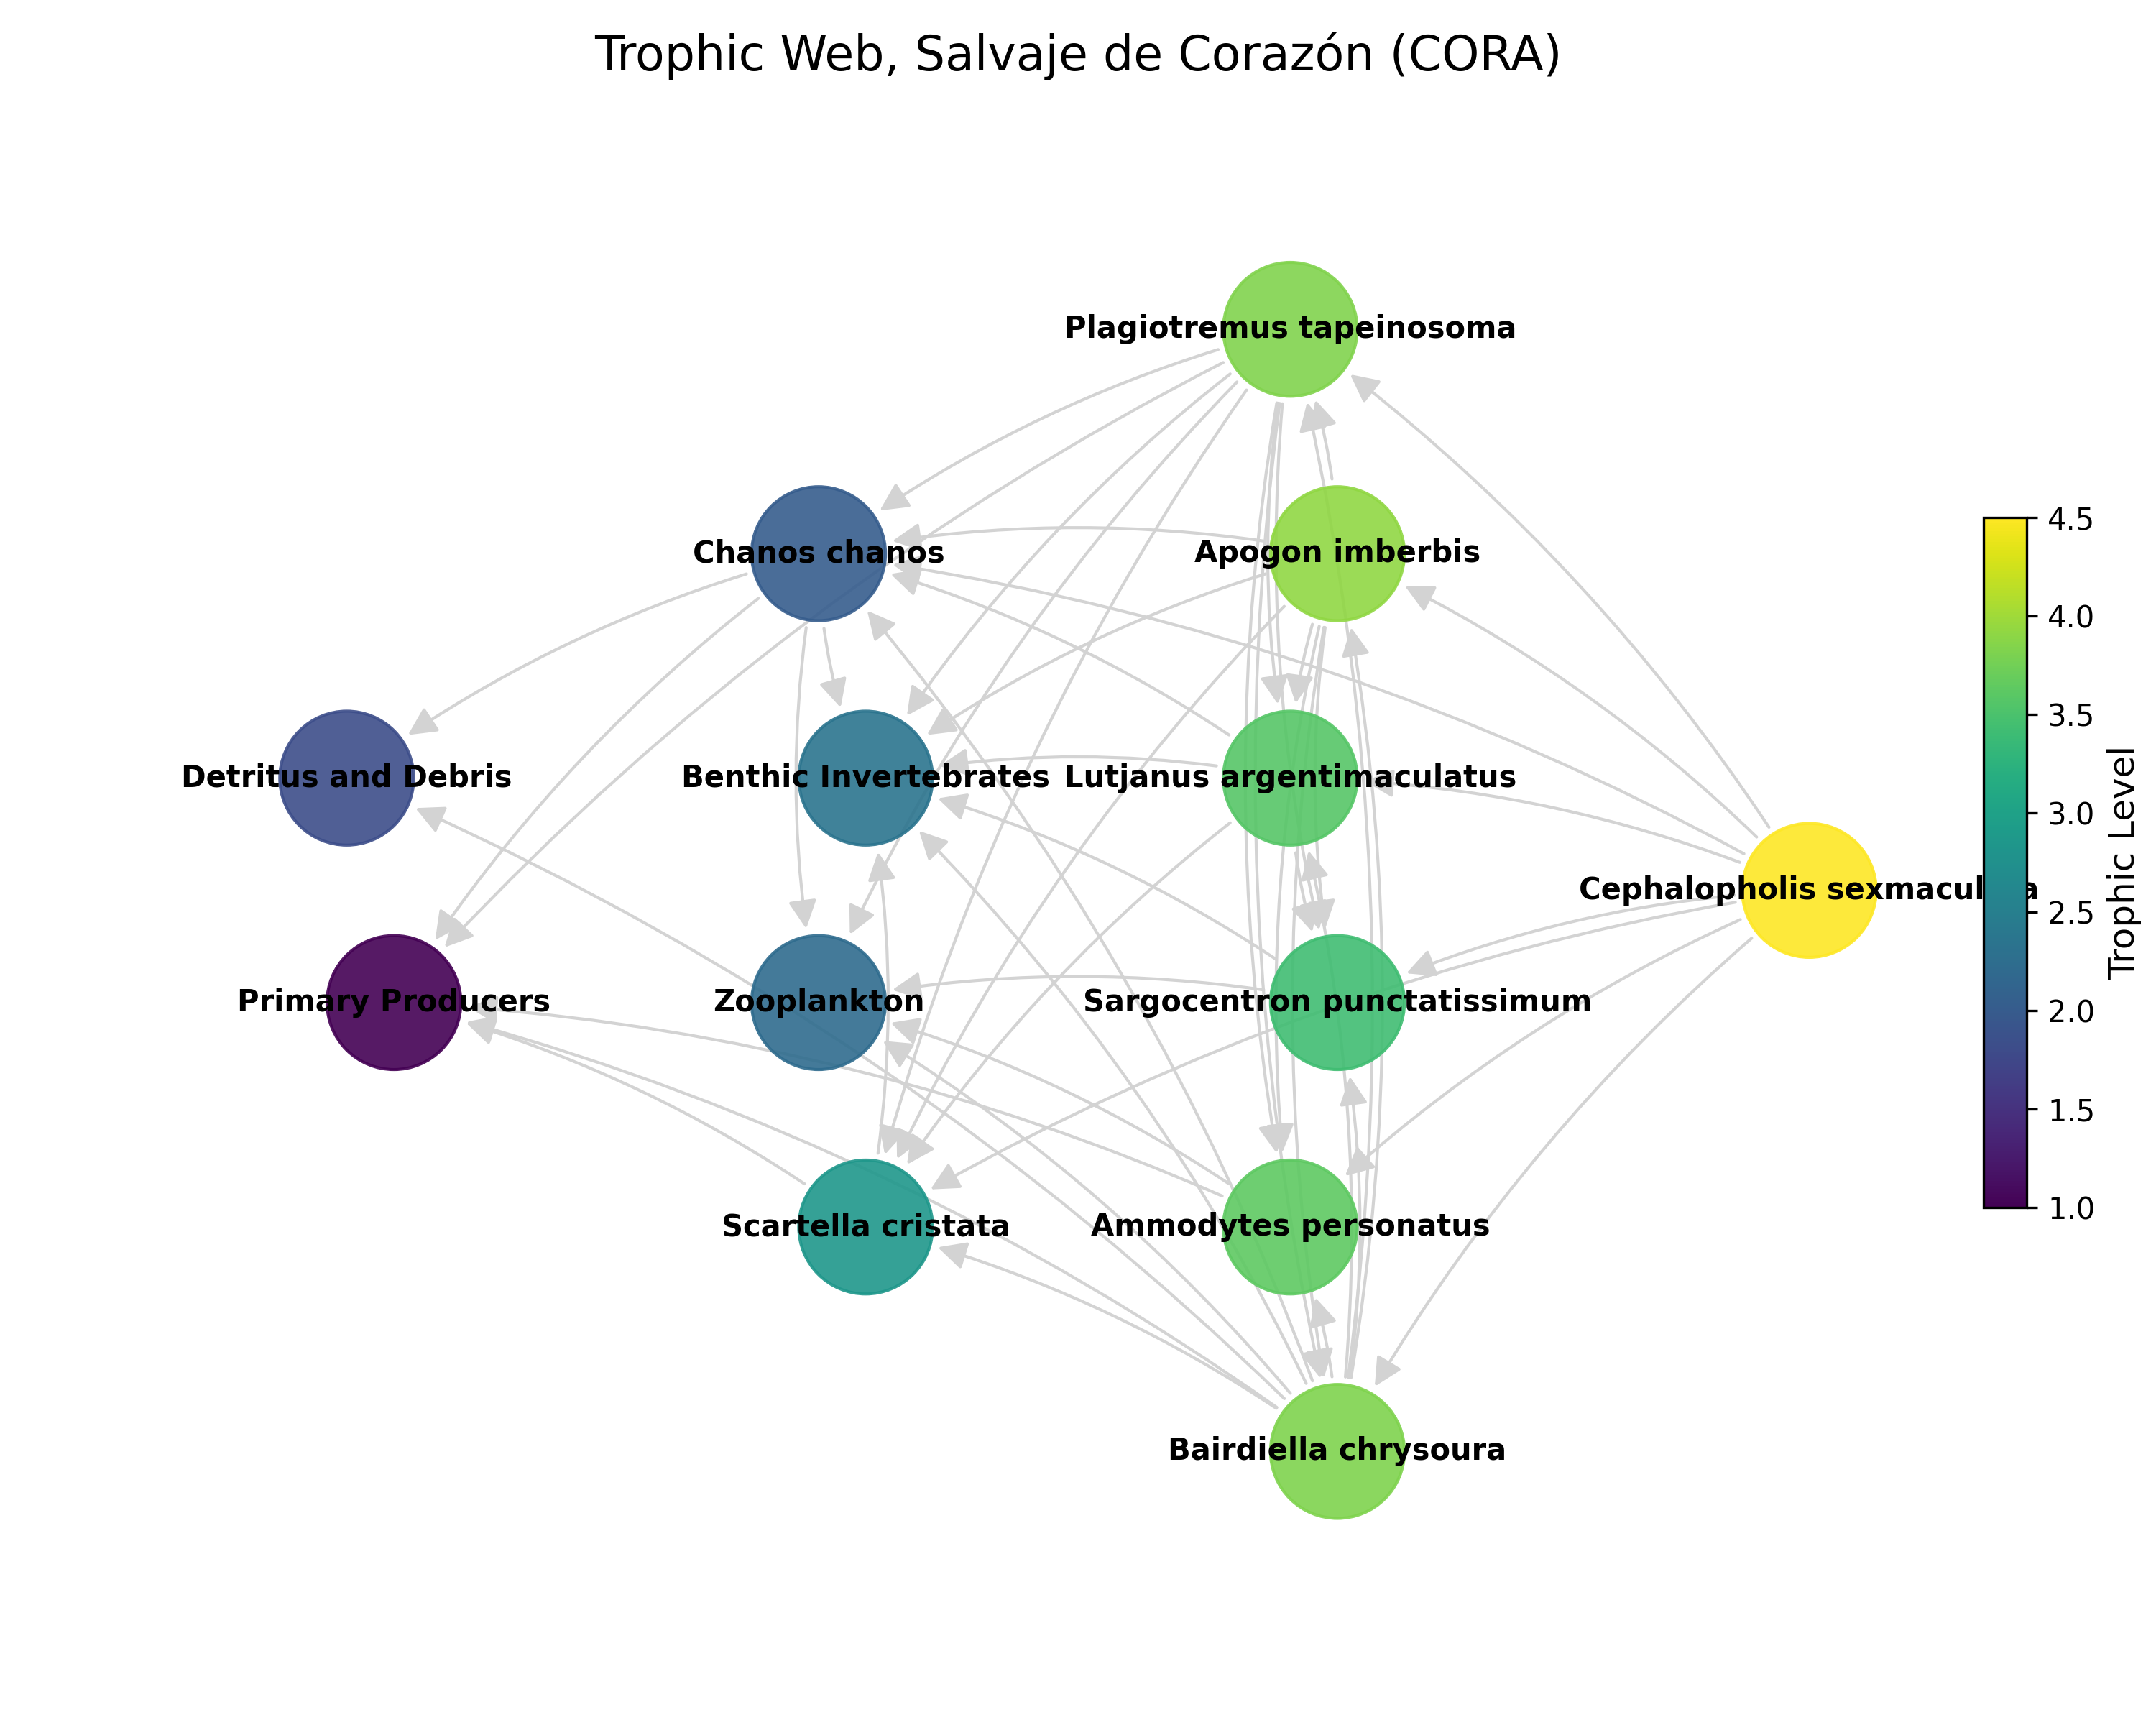 Trophic Web, Salvaje de Corazón (CORA)
Plagiotremus tapeinosoma
Chanos chanos
Apogon imberbis
Detritus and Debris
Benthic Invertebrates
Lutjanus argentimaculatus
Cephalopholis sexmaculata
Primary Producers
Zooplankton
Sargocentron punctatissimum
Scartella cristata
Ammodytes personatus
Bairdiella chrysoura
4.5
4.0
3.5
3.0
2.5
2.0
1.5
1.0
Trophic Level